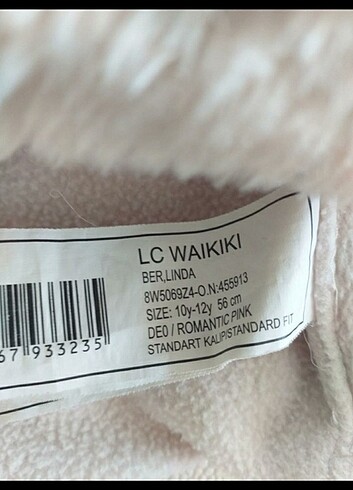 LC WAIKIKI
BER,LINDA
8W5069Z4-O.N:455913
SIZE: 10y-12y 56 cm
DE0 / ROMANTIC PINK
STANDART KALIP/STANDARD FIT
67 933235